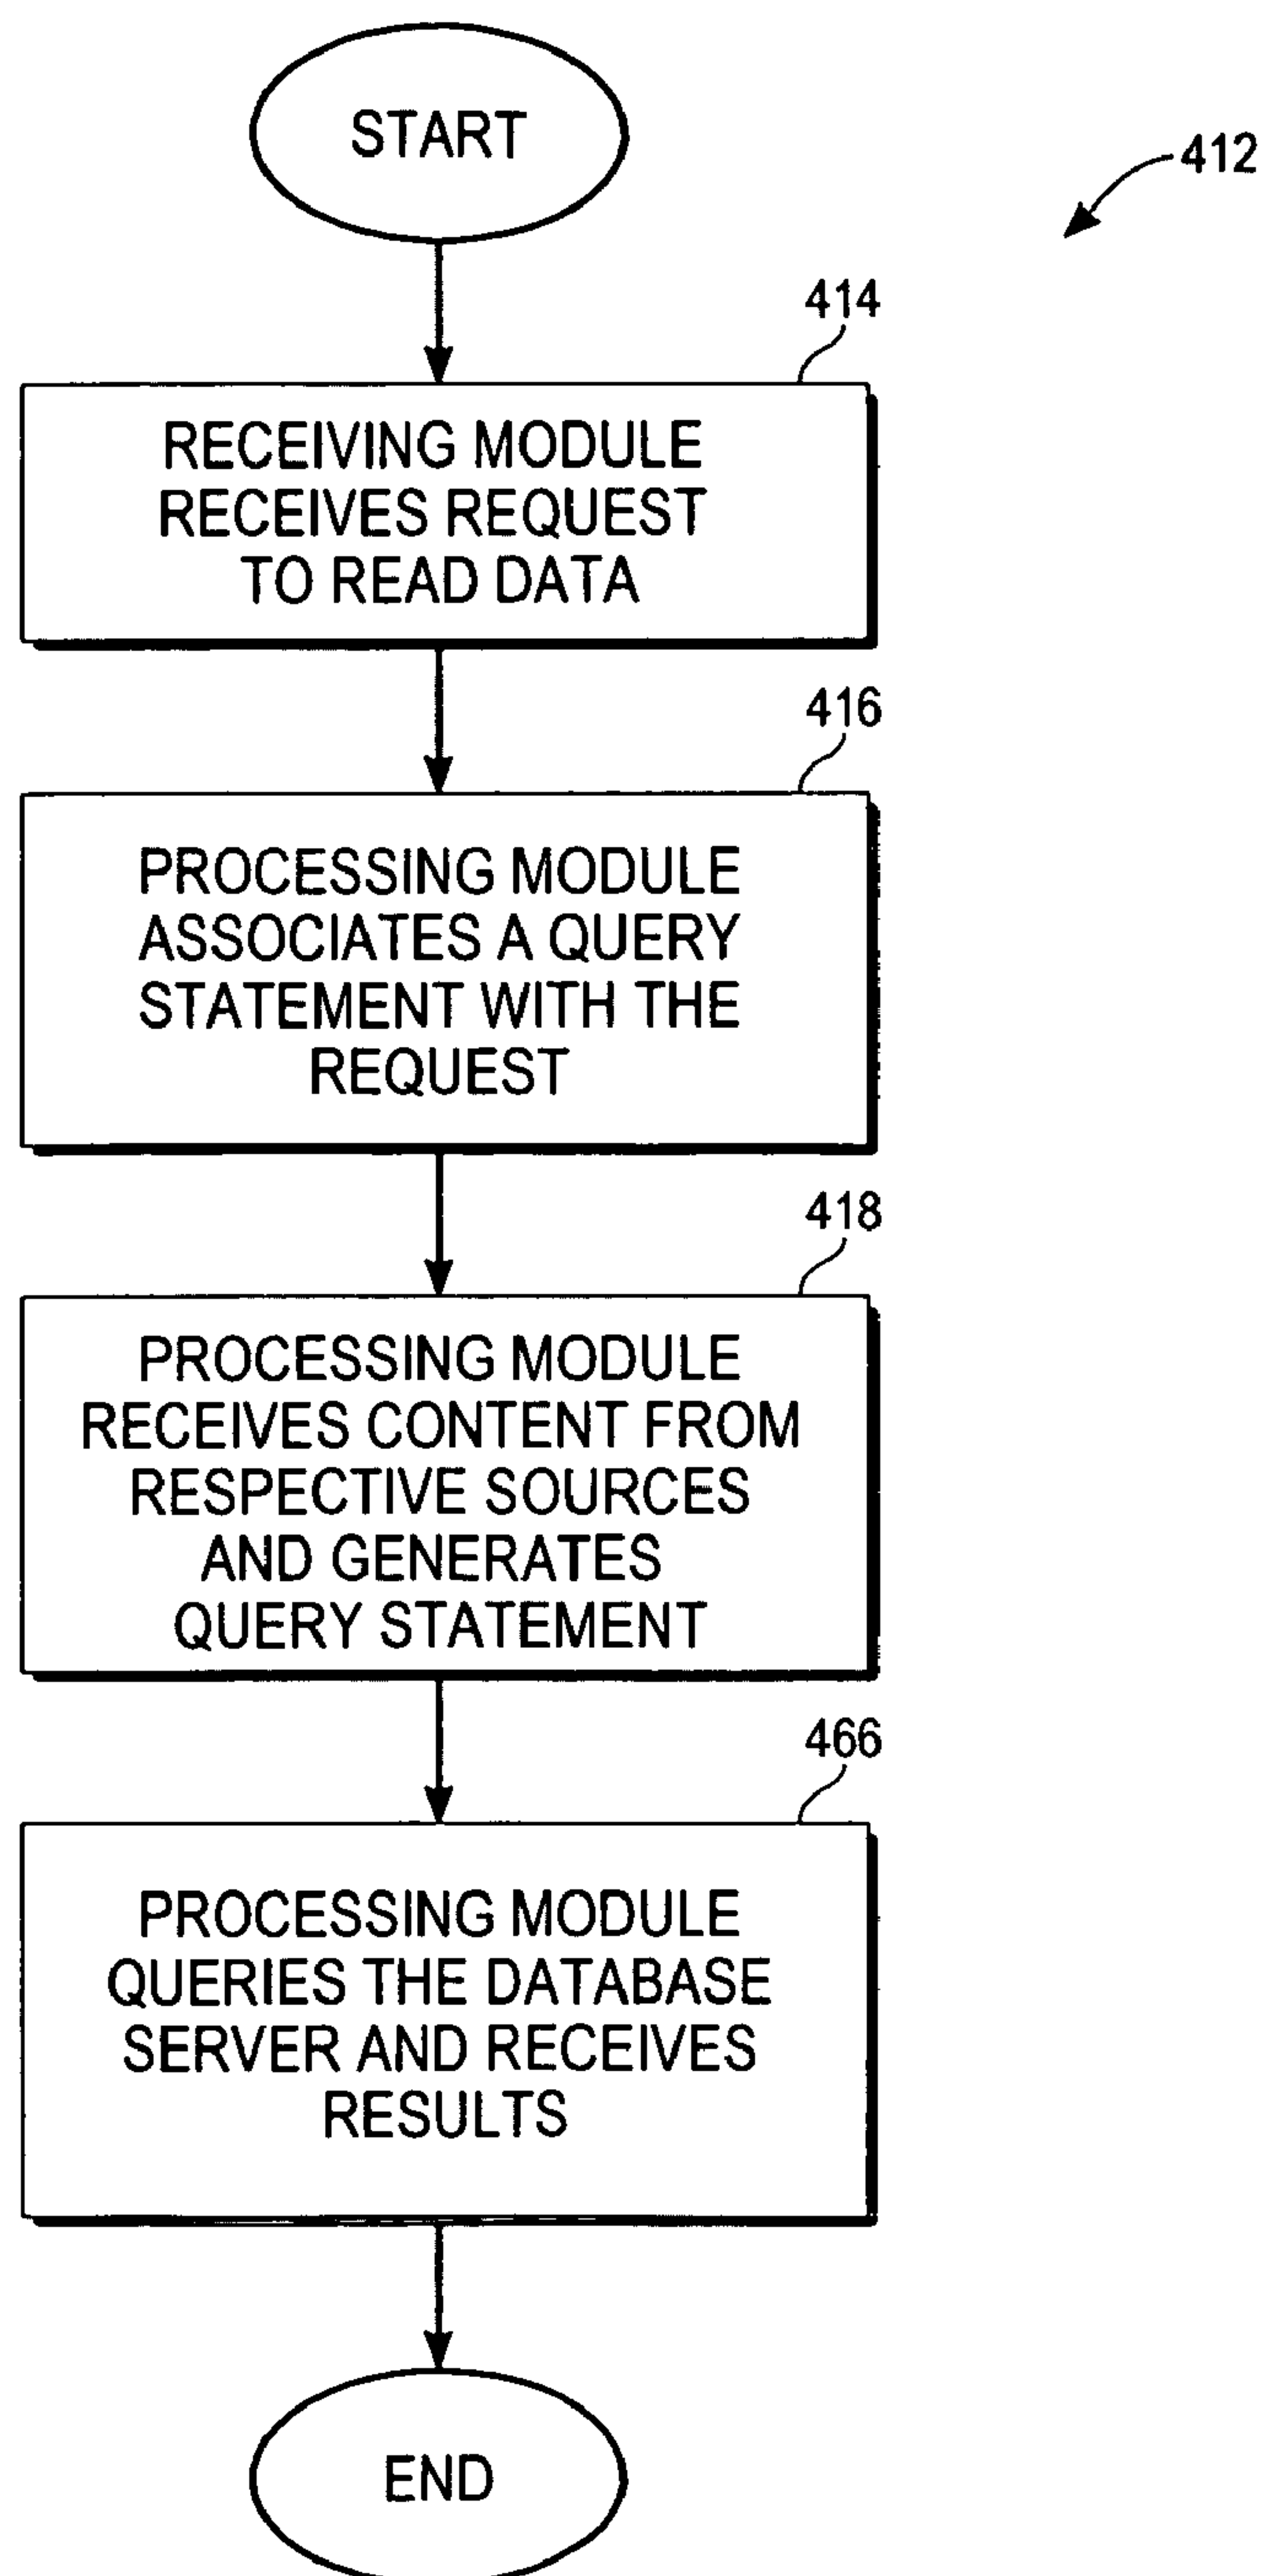 START
412
414
RECEIVING MODULE
RECEIVES REQUEST
TO READ DATA
416
PROCESSING MODULE
ASSOCIATES A QUERY
STATEMENT WITH THE
REQUEST
418
PROCESSING MODULE
RECEIVES CONTENT FROM
RESPECTIVE SOURCES
AND GENERATES
QUERY STATEMENT
466
PROCESSING MODULE
QUERIES THE DATABASE
SERVER AND RECEIVES
RESULTS
END